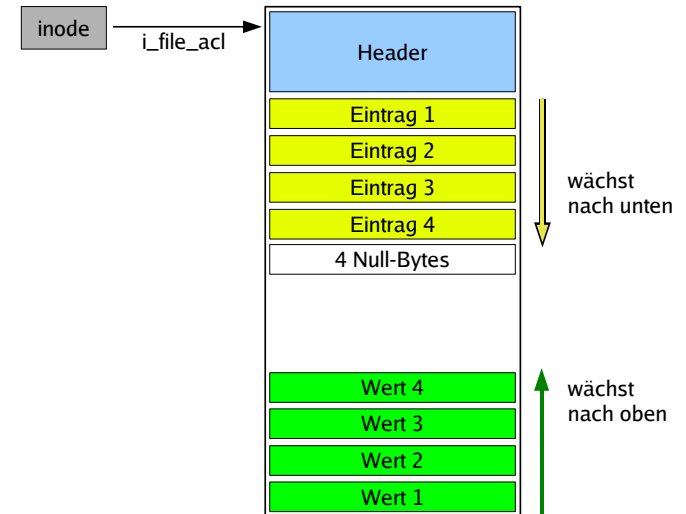 inode
i_file_acl
Header
Eintrag 1
Eintrag 2
Eintrag 3
Eintrag 4
4 Null-Bytes
wächst
nach unten
Wert 4
Wert 3
Wert 2
Wert 1
wächst
nach oben